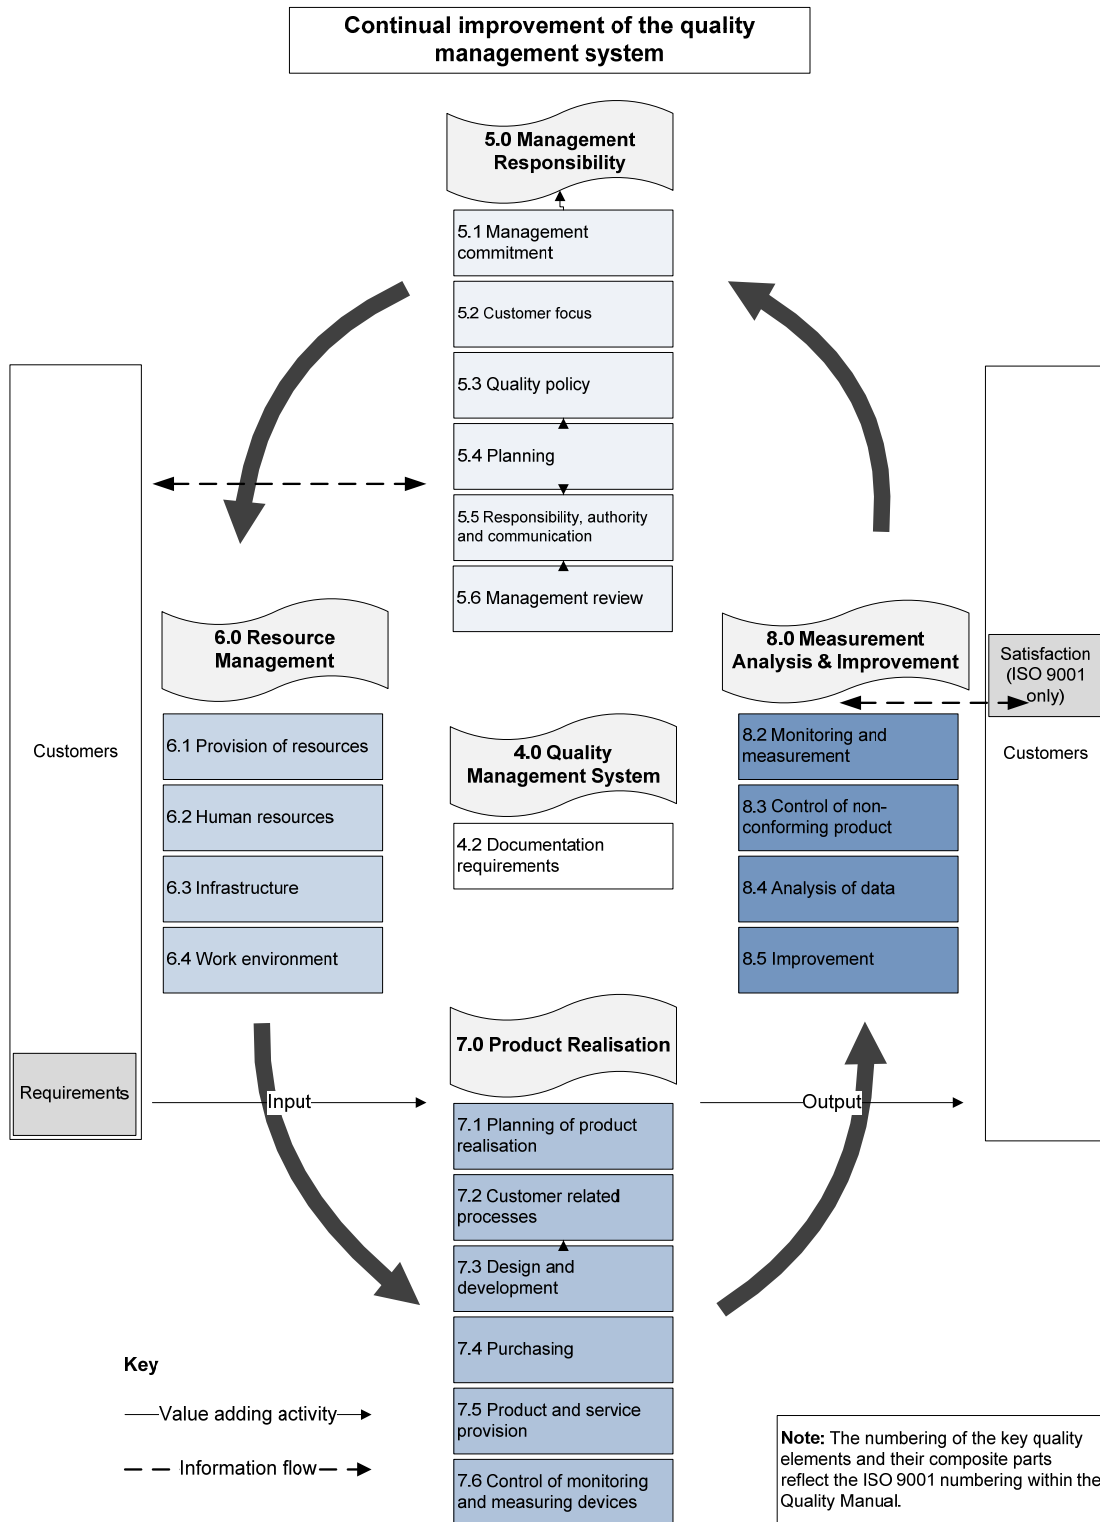 Continual improvement of the quality
management system
5.0 Management
Responsibility
5.1 Management
commitment
5.2 Customer focus
5.3 Quality policy
5.4 Planning
5.5 Responsibility, authority
and communication
5.6 Management review
6.0 Resource
Management
8.0 Measurement
Analysis & Improvement
Satisfaction
(ISO 9001
only)
Customers
6.1 Provision of resources
6.2 Human resources
6.3 Infrastructure
6.4 Work environment
4.0 Quality
Management System
4.2 Documentation
requirements
8.2 Monitoring and
measurement
8.3 Control of non-
conforming product
8.4 Analysis of data
8.5 Improvement
Customers
Requirements
Input
7.0 Product Realisation
Output
7.1 Planning of product
realisation
7.2 Customer related
processes
7.3 Design and
development
7.4 Purchasing
7.5 Product and service
provision
7.6 Control of monitoring
and measuring devices
Key
Value adding activity
Information flow
Note: The numbering of the key quality
elements and their composite parts
reflect the ISO 9001 numbering within the
Quality Manual.